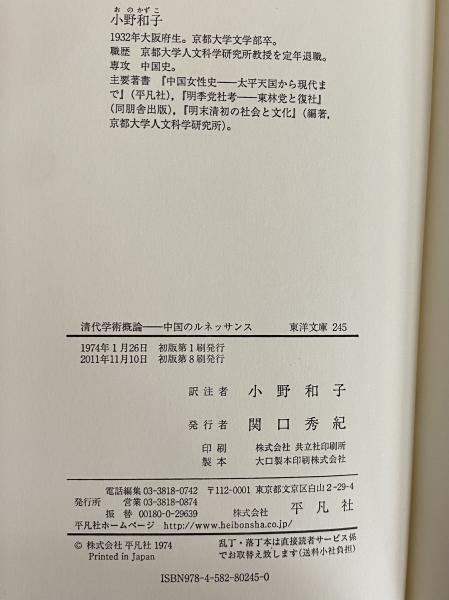 おのかずこ
小野和子
1932年大阪府生。京都大学文学部卒。
職歴 京都大学人文科学研究所教授を定年退職。
専攻 中国史。
主要著書 『中国女性史――太平天国から現代ま
で』(平凡社),『明季党社考――東林党と復社』
(同朋舎出版),『明末清初の社会と文化』(編著,
京都大学人文科学研究所)。
清代学術概論――中国のルネッサンス 東洋文庫 245
1974年1月26日 初版第1刷発行
2011年11月10日 初版第8刷発行
訳注者 小野和子
発行者 関口秀紀
印刷 株式会社 共立社印刷所
製本 大口製本印刷株式会社
電話編集 03-3818-0742 〒112-0001 東京都文京区白山2-29-4
発行所 営業 03-3818-0874 株式会社 平凡社
振替 00180-0-29639
平凡社ホームページ http://www.heibonsha.co.jp/
© 株式会社 平凡社 1974
Printed in Japan
乱丁・落丁本は直接読者サービス係
でお取替え致します(送料小社負担)
ISBN978-4-582-80245-0